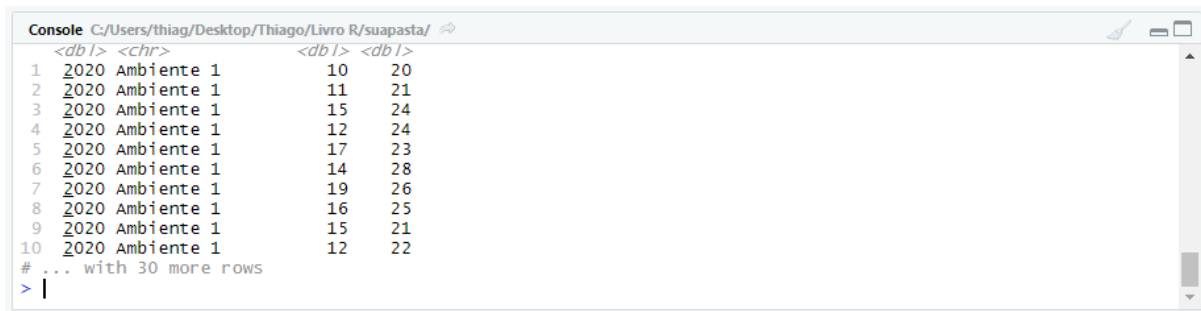 Console C:/Users/thiag/Desktop/Thiago/Livro R/suapasta/
<dbl> <chr> <dbl> <dbl>
1 2020 Ambiente 1 10 20
2 2020 Ambiente 1 11 21
3 2020 Ambiente 1 15 24
4 2020 Ambiente 1 12 24
5 2020 Ambiente 1 17 23
6 2020 Ambiente 1 14 28
7 2020 Ambiente 1 19 26
8 2020 Ambiente 1 16 25
9 2020 Ambiente 1 15 21
10 2020 Ambiente 1 12 22
# ... with 30 more rows
>